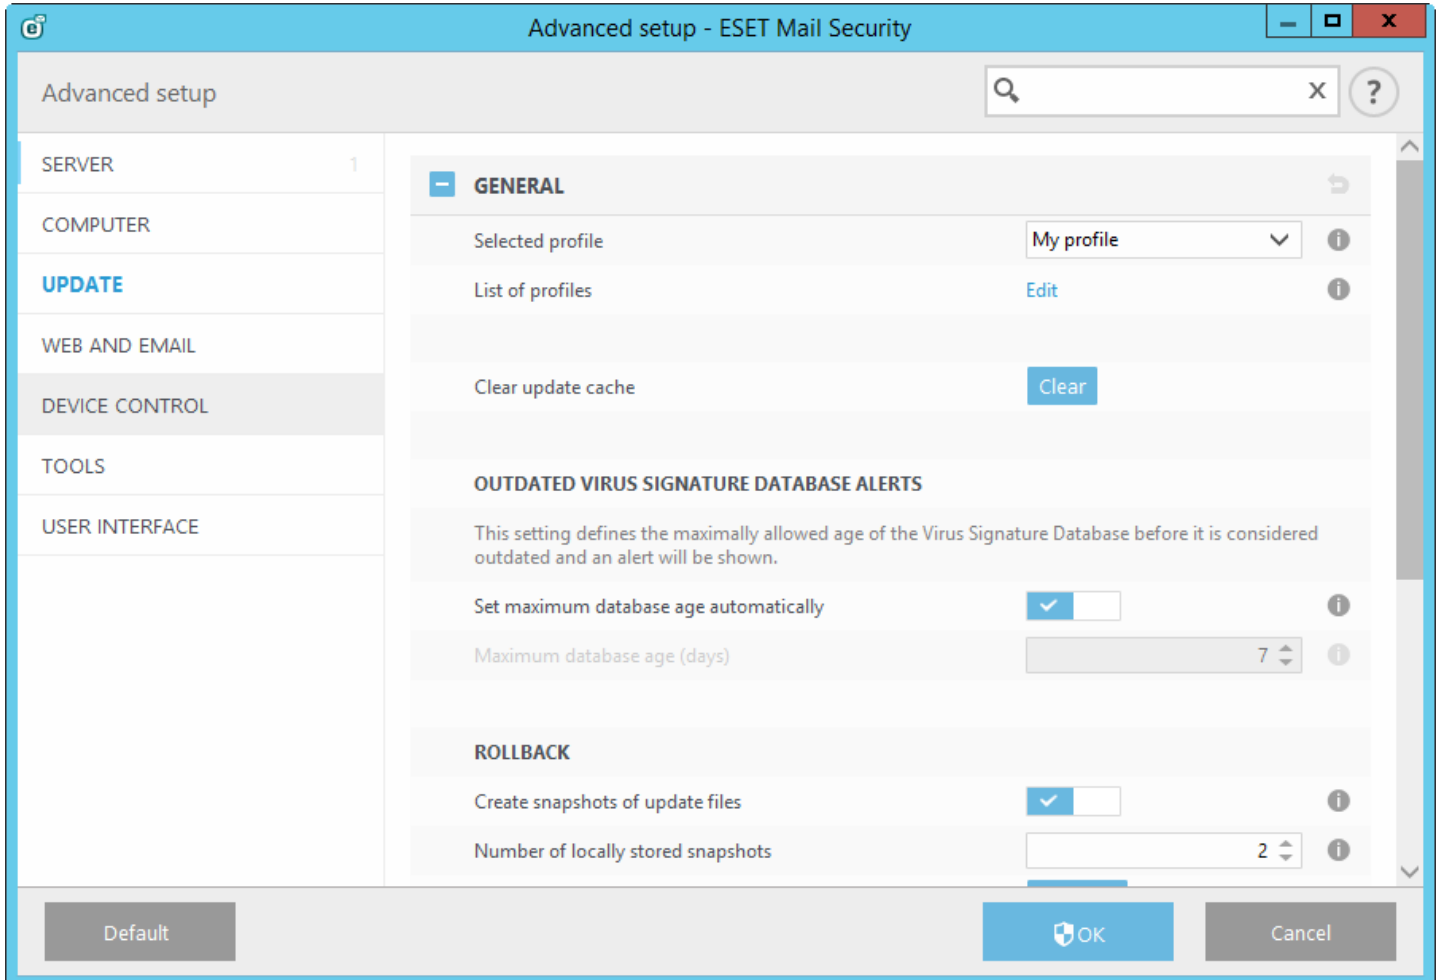 Advanced setup - ESET Mail Security
Advanced setup
X
?
SERVER 1
COMPUTER
UPDATE
WEB AND EMAIL
DEVICE CONTROL
TOOLS
USER INTERFACE
GENERAL
Selected profile My profile
List of profiles Edit
Clear update cache Clear
OUTDATED VIRUS SIGNATURE DATABASE ALERTS
This setting defines the maximally allowed age of the Virus Signature Database before it is considered
outdated and an alert will be shown.
Set maximum database age automatically
Maximum database age (days) 7
ROLLBACK
Create snapshots of update files
Number of locally stored snapshots 2
Default OK Cancel